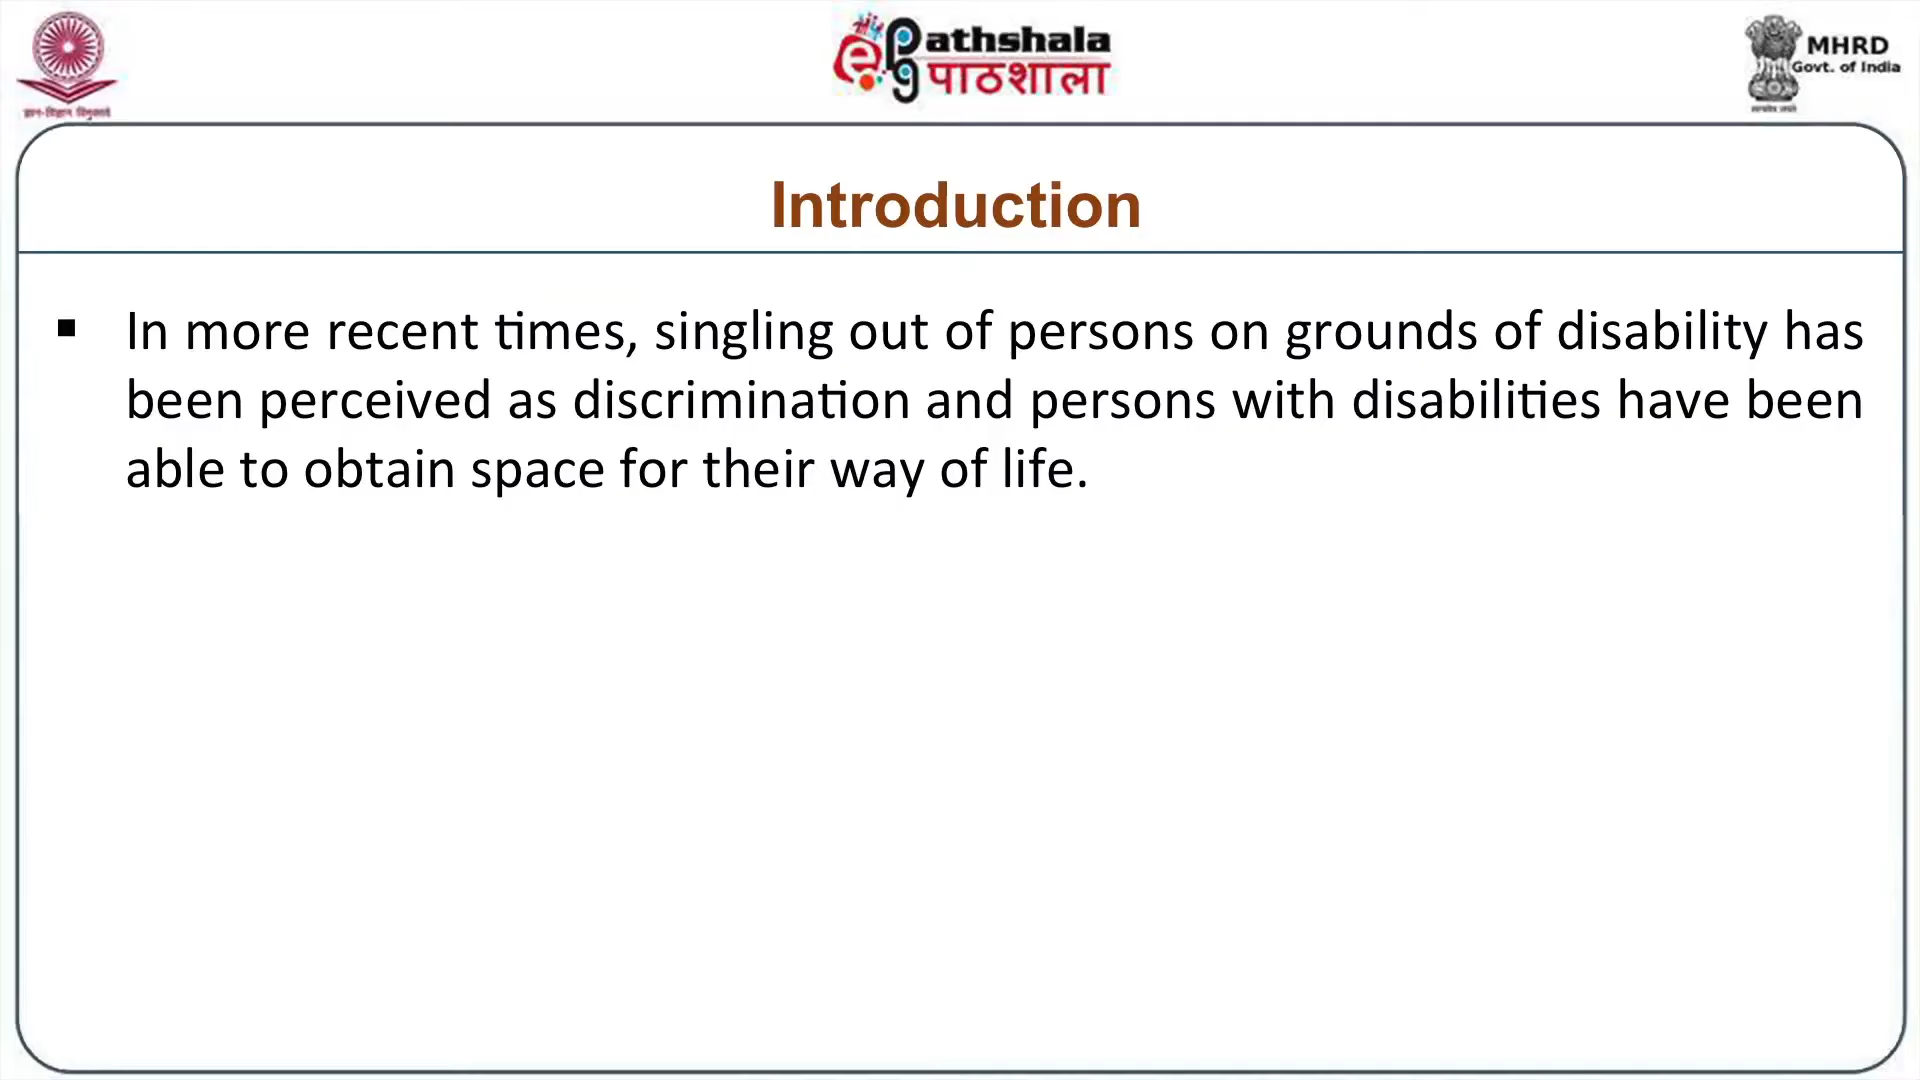 ज्ञान-विज्ञान विमुक्तये
Pathshala
पाठशाला
MHRD
Govt. of India
Introduction
▪ In more recent times, singling out of persons on grounds of disability has
been perceived as discrimination and persons with disabilities have been
able to obtain space for their way of life.